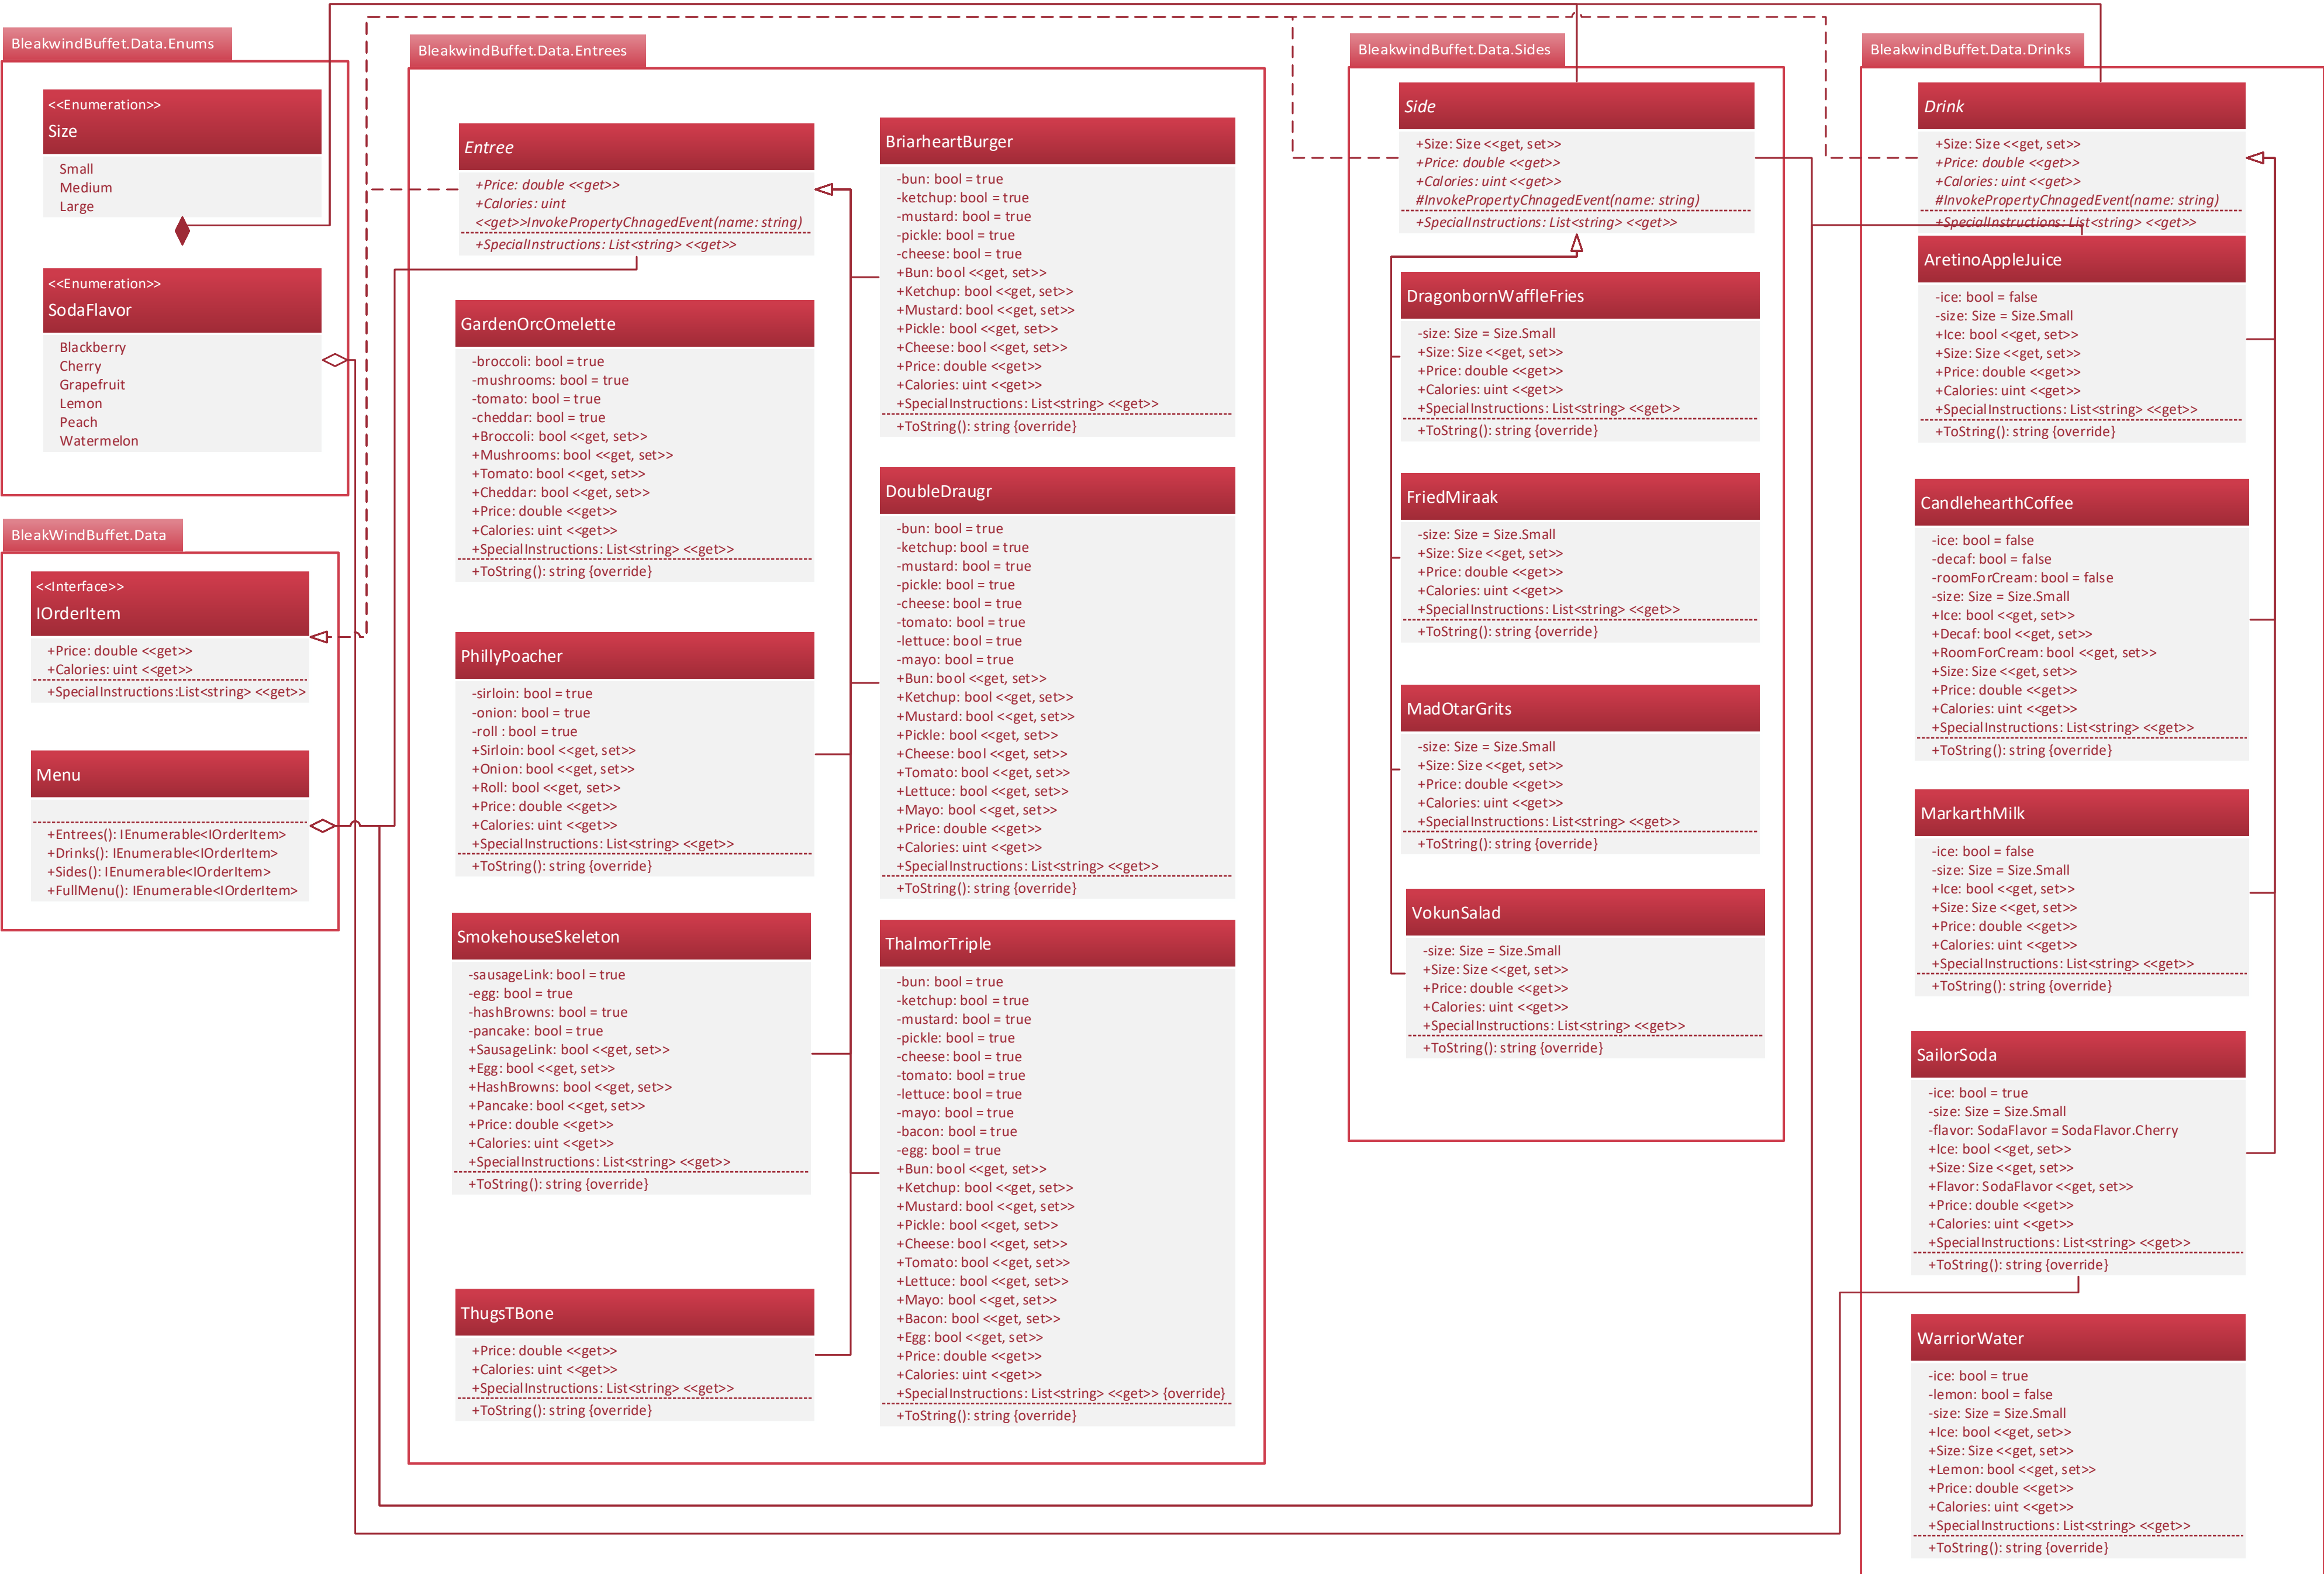 BleakwindBuffet.Data.Enums
<<Enumeration>>
Size
Small
Medium
Large
<<Enumeration>>
SodaFlavor
Blackberry
Cherry
Grapefruit
Lemon
Peach
Watermelon
BleakWindBuffet.Data
<<Interface>>
IOrderItem
+Price: double <<get>>
+Calories: uint <<get>>
+SpecialInstructions:List<string> <<get>>
Menu
+Entrees(): IEnumerable<IOrderItem>
+Drinks(): IEnumerable<IOrderItem>
+Sides(): IEnumerable<IOrderItem>
+FullMenu(): IEnumerable<IOrderItem>
BleakwindBuffet.Data.Entrees
Entree
+Price: double <<get>>
+Calories: uint
<<get>>InvokePropertyChnagedEvent(name: string)
+SpecialInstructions: List<string> <<get>>
GardenOrcOmelette
-broccoli: bool = true
-mushrooms: bool = true
-tomato: bool = true
-cheddar: bool = true
+Broccoli: bool <<get, set>>
+Mushrooms: bool <<get, set>>
+Tomato: bool <<get, set>>
+Cheddar: bool <<get, set>>
+Price: double <<get>>
+Calories: uint <<get>>
+SpecialInstructions: List<string> <<get>>
+ToString(): string {override}
PhillyPoacher
-sirloin: bool = true
-onion: bool = true
-roll : bool = true
+Sirloin: bool <<get, set>>
+Onion: bool <<get, set>>
+Roll: bool <<get, set>>
+Price: double <<get>>
+Calories: uint <<get>>
+SpecialInstructions: List<string> <<get>>
+ToString(): string {override}
SmokehouseSkeleton
-sausageLink: bool = true
-egg: bool = true
-hashBrowns: bool = true
-pancake: bool = true
+SausageLink: bool <<get, set>>
+Egg: bool <<get, set>>
+HashBrowns: bool <<get, set>>
+Pancake: bool <<get, set>>
+Price: double <<get>>
+Calories: uint <<get>>
+SpecialInstructions: List<string> <<get>>
+ToString(): string {override}
ThugsTBone
+Price: double <<get>>
+Calories: uint <<get>>
+SpecialInstructions: List<string> <<get>>
+ToString(): string {override}
BriarheartBurger
-bun: bool = true
-ketchup: bool = true
-mustard: bool = true
-pickle: bool = true
-cheese: bool = true
+Bun: bool <<get, set>>
+Ketchup: bool <<get, set>>
+Mustard: bool <<get, set>>
+Pickle: bool <<get, set>>
+Cheese: bool <<get, set>>
+Price: double <<get>>
+Calories: uint <<get>>
+SpecialInstructions: List<string> <<get>>
+ToString(): string {override}
DoubleDraugr
-bun: bool = true
-ketchup: bool = true
-mustard: bool = true
-pickle: bool = true
-cheese: bool = true
-tomato: bool = true
-lettuce: bool = true
-mayo: bool = true
+Bun: bool <<get, set>>
+Ketchup: bool <<get, set>>
+Mustard: bool <<get, set>>
+Pickle: bool <<get, set>>
+Cheese: bool <<get, set>>
+Tomato: bool <<get, set>>
+Lettuce: bool <<get, set>>
+Mayo: bool <<get, set>>
+Price: double <<get>>
+Calories: uint <<get>>
+SpecialInstructions: List<string> <<get>>
+ToString(): string {override}
ThalmorTriple
-bun: bool = true
-ketchup: bool = true
-mustard: bool = true
-pickle: bool = true
-cheese: bool = true
-tomato: bool = true
-lettuce: bool = true
-mayo: bool = true
-bacon: bool = true
-egg: bool = true
+Bun: bool <<get, set>>
+Ketchup: bool <<get, set>>
+Mustard: bool <<get, set>>
+Pickle: bool <<get, set>>
+Cheese: bool <<get, set>>
+Tomato: bool <<get, set>>
+Lettuce: bool <<get, set>>
+Mayo: bool <<get, set>>
+Bacon: bool <<get, set>>
+Egg: bool <<get, set>>
+Price: double <<get>>
+Calories: uint <<get>>
+SpecialInstructions: List<string> <<get>> {override}
+ToString(): string {override}
BleakwindBuffet.Data.Sides
Side
+Size: Size <<get, set>>
+Price: double <<get>>
+Calories: uint <<get>>
#InvokePropertyChnagedEvent(name: string)
+SpecialInstructions: List<string> <<get>>
DragonbornWaffleFries
-size: Size = Size.Small
+Size: Size <<get, set>>
+Price: double <<get>>
+Calories: uint <<get>>
+SpecialInstructions: List<string> <<get>>
+ToString(): string {override}
FriedMiraak
-size: Size = Size.Small
+Size: Size <<get, set>>
+Price: double <<get>>
+Calories: uint <<get>>
+SpecialInstructions: List<string> <<get>>
+ToString(): string {override}
MadOtarGrits
-size: Size = Size.Small
+Size: Size <<get, set>>
+Price: double <<get>>
+Calories: uint <<get>>
+SpecialInstructions: List<string> <<get>>
+ToString(): string {override}
VokunSalad
-size: Size = Size.Small
+Size: Size <<get, set>>
+Price: double <<get>>
+Calories: uint <<get>>
+SpecialInstructions: List<string> <<get>>
+ToString(): string {override}
BleakwindBuffet.Data.Drinks
Drink
+Size: Size <<get, set>>
+Price: double <<get>>
+Calories: uint <<get>>
#InvokePropertyChnagedEvent(name: string)
+SpecialInstructions: List<string> <<get>>
AretinoAppleJuice
-ice: bool = false
-size: Size = Size.Small
+Ice: bool <<get, set>>
+Size: Size <<get, set>>
+Price: double <<get>>
+Calories: uint <<get>>
+SpecialInstructions: List<string> <<get>>
+ToString(): string {override}
CandlehearthCoffee
-ice: bool = false
-decaf: bool = false
-roomForCream: bool = false
-size: Size = Size.Small
+Ice: bool <<get, set>>
+Decaf: bool <<get, set>>
+RoomForCream: bool <<get, set>>
+Size: Size <<get, set>>
+Price: double <<get>>
+Calories: uint <<get>>
+SpecialInstructions: List<string> <<get>>
+ToString(): string {override}
MarkarthMilk
-ice: bool = false
-size: Size = Size.Small
+Ice: bool <<get, set>>
+Size: Size <<get, set>>
+Price: double <<get>>
+Calories: uint <<get>>
+SpecialInstructions: List<string> <<get>>
+ToString(): string {override}
SailorSoda
-ice: bool = true
-size: Size = Size.Small
-flavor: SodaFlavor = SodaFlavor.Cherry
+Ice: bool <<get, set>>
+Size: Size <<get, set>>
+Flavor: SodaFlavor <<get, set>>
+Price: double <<get>>
+Calories: uint <<get>>
+SpecialInstructions: List<string> <<get>>
+ToString(): string {override}
WarriorWater
-ice: bool = true
-lemon: bool = false
-size: Size = Size.Small
+Ice: bool <<get, set>>
+Size: Size <<get, set>>
+Lemon: bool <<get, set>>
+Price: double <<get>>
+Calories: uint <<get>>
+SpecialInstructions: List<string> <<get>>
+ToString(): string {override}